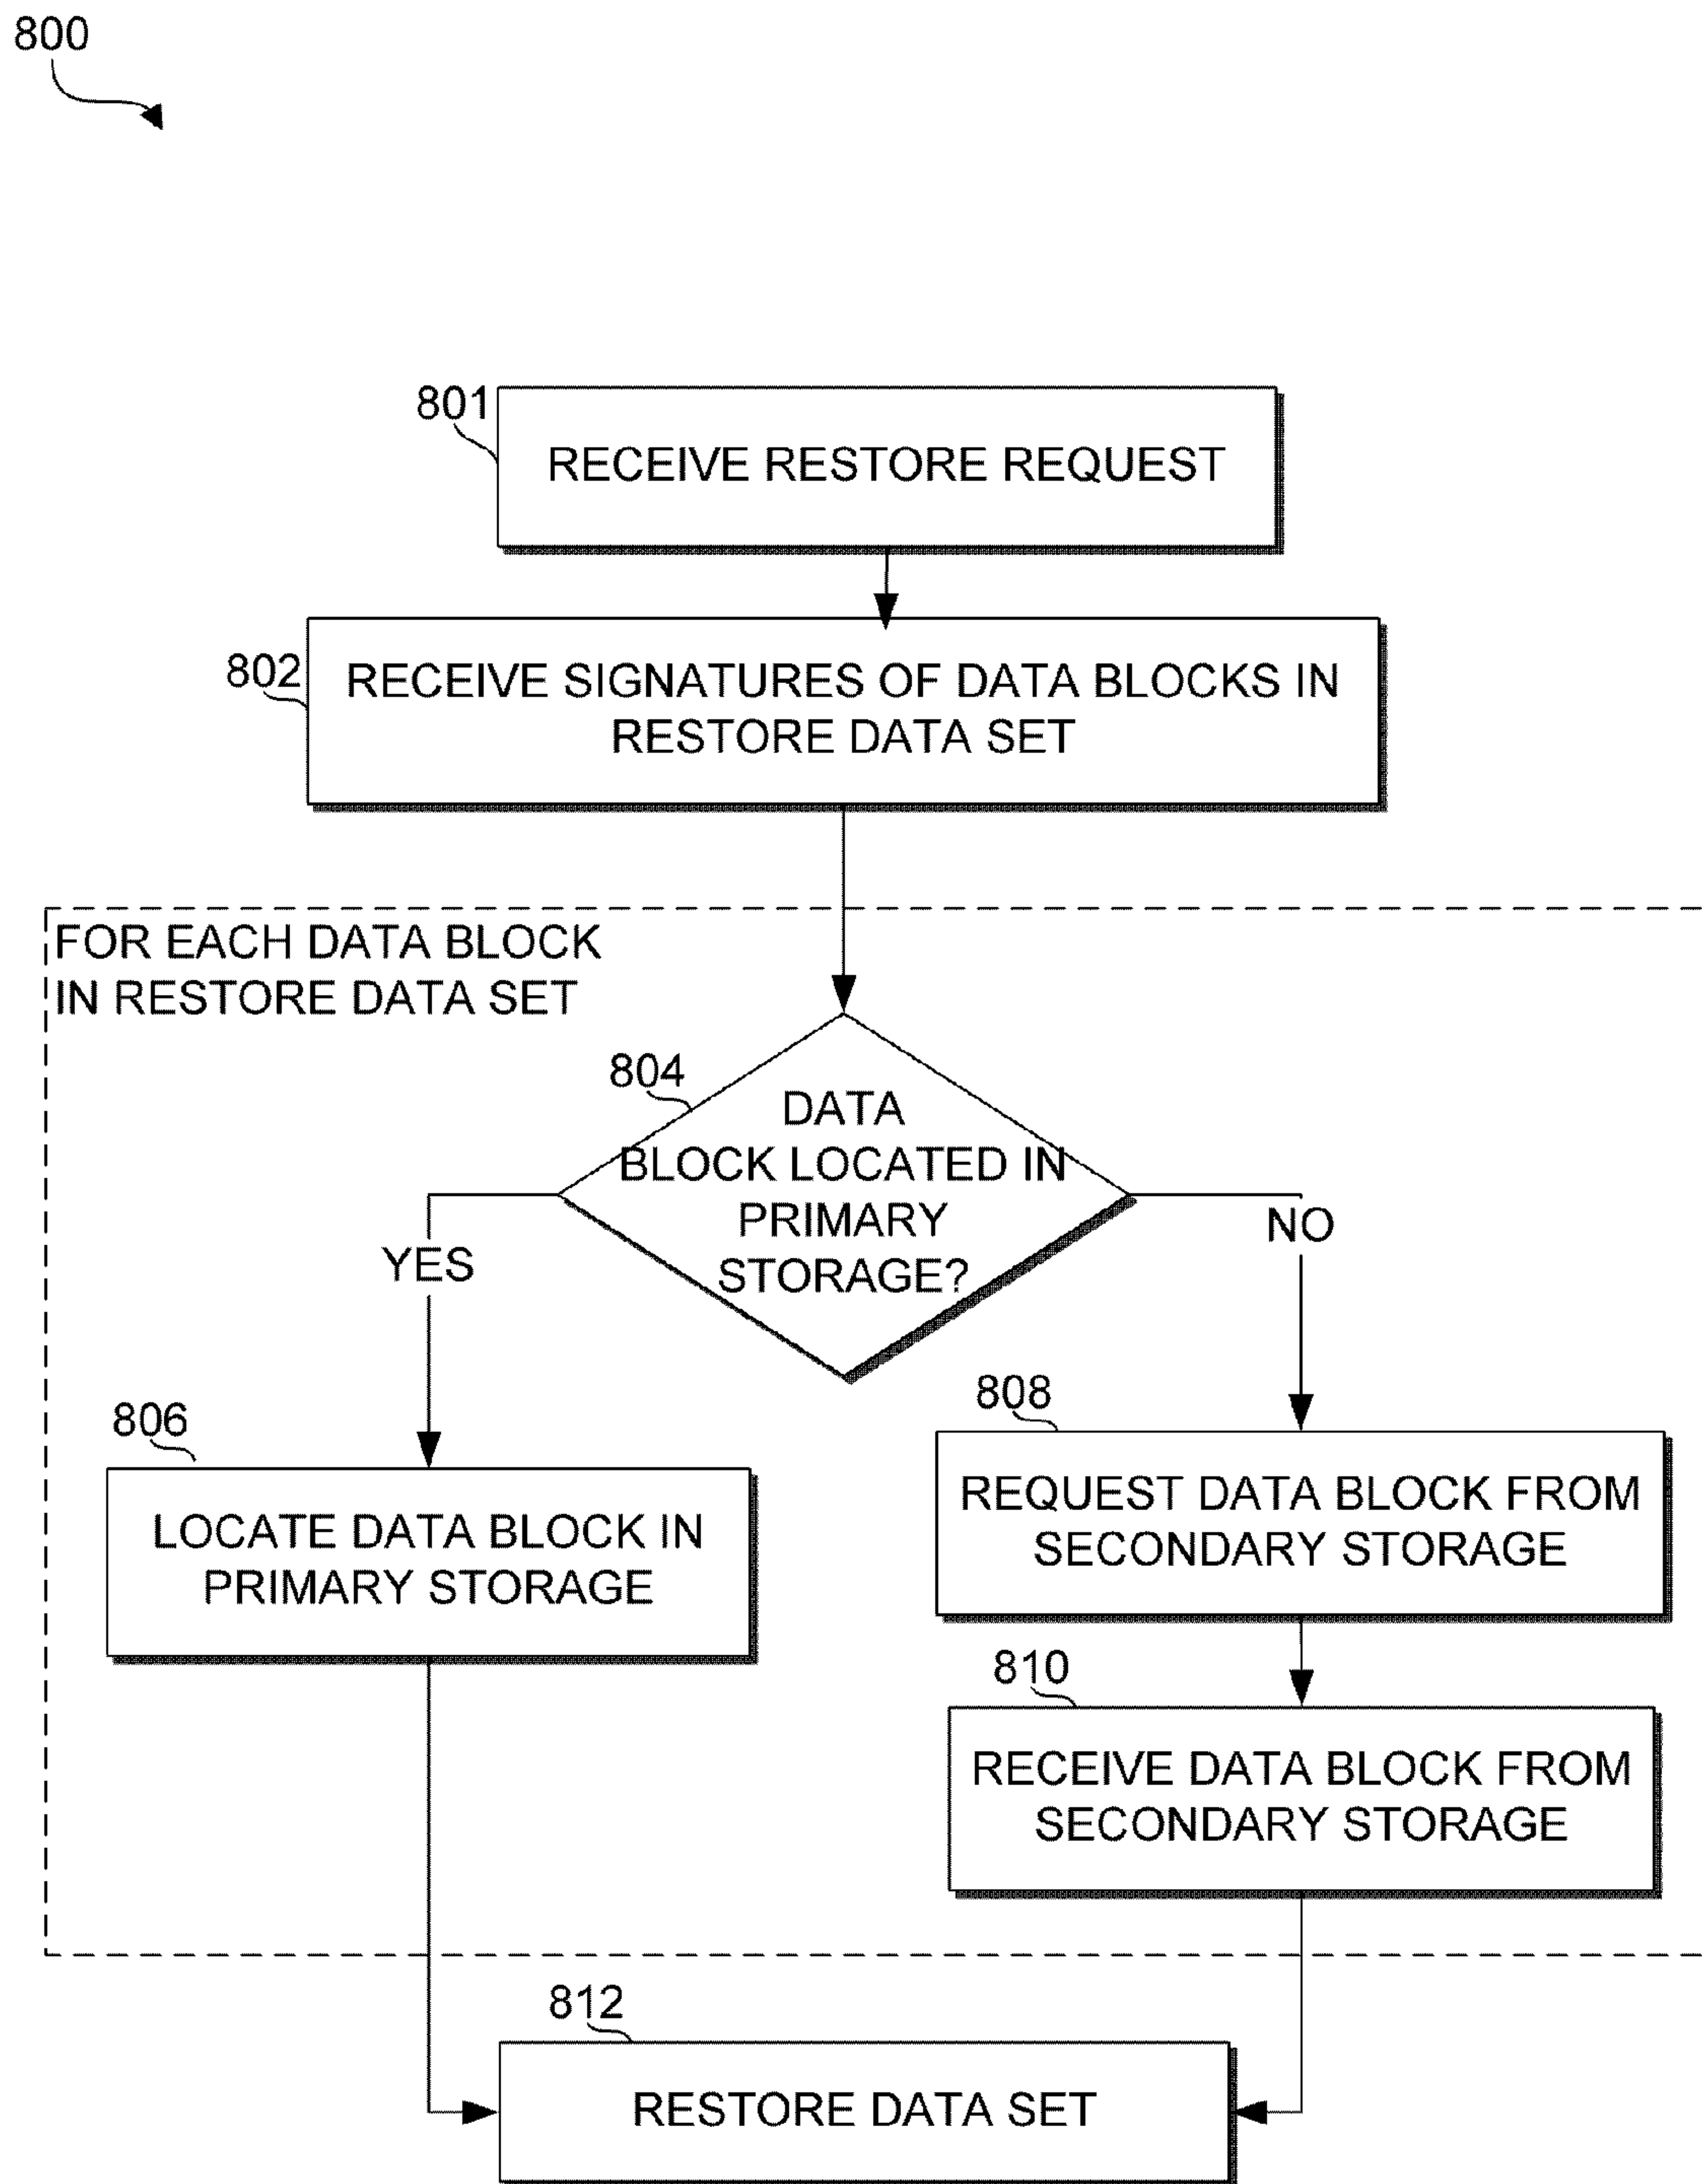 800
801
RECEIVE RESTORE REQUEST
802
RECEIVE SIGNATURES OF DATA BLOCKS IN
RESTORE DATA SET
FOR EACH DATA BLOCK
IN RESTORE DATA SET
804
DATA
BLOCK LOCATED IN
PRIMARY
STORAGE?
YES
NO
806
LOCATE DATA BLOCK IN
PRIMARY STORAGE
808
REQUEST DATA BLOCK FROM
SECONDARY STORAGE
810
RECEIVE DATA BLOCK FROM
SECONDARY STORAGE
812
RESTORE DATA SET